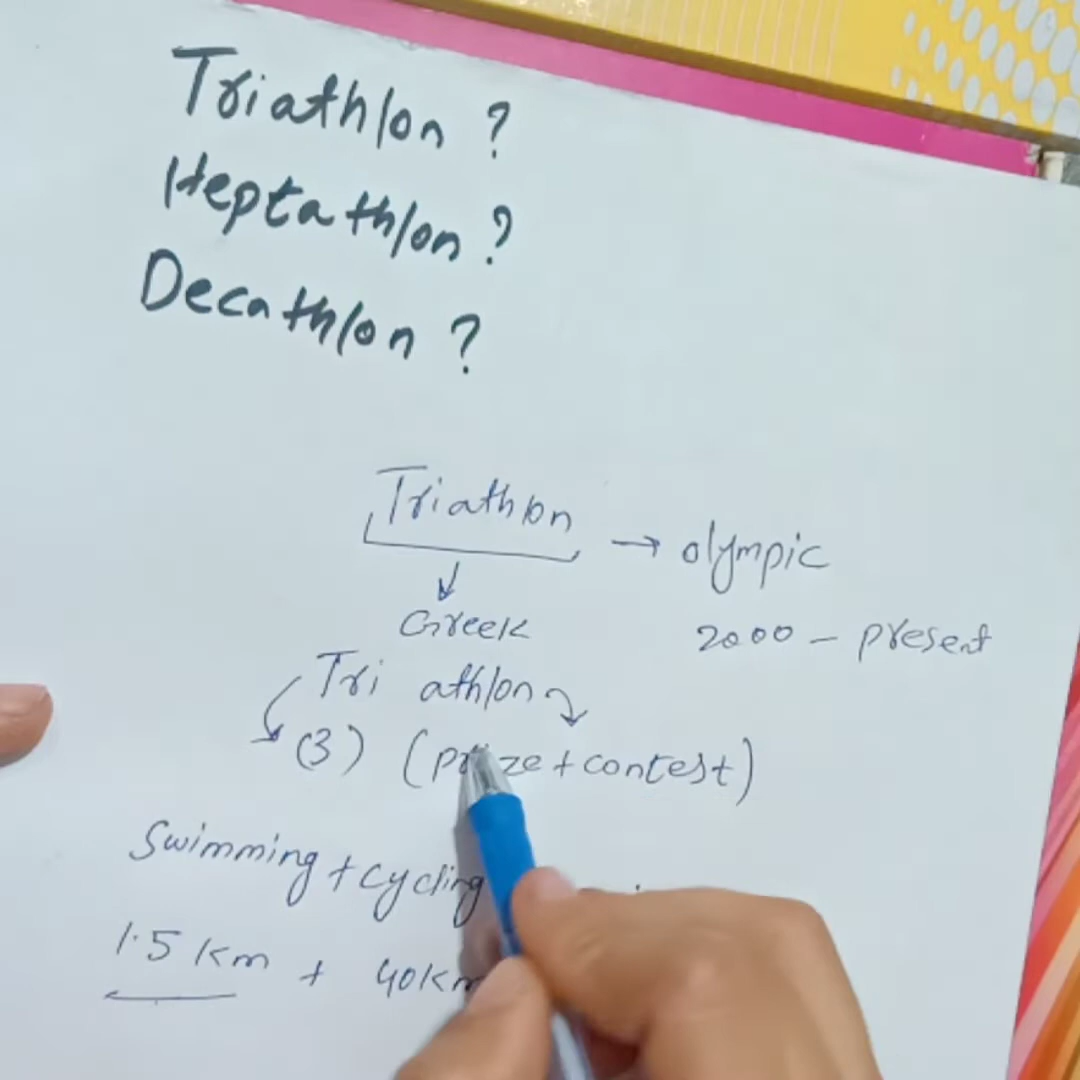 Triathlon ?
Heptathlon ?
Decathlon ?
Triathlon → olympic
Greek
2000 - present
Tri athlon
(3) (prize + contest)
Swimming + cycling
1.5 km + 40km